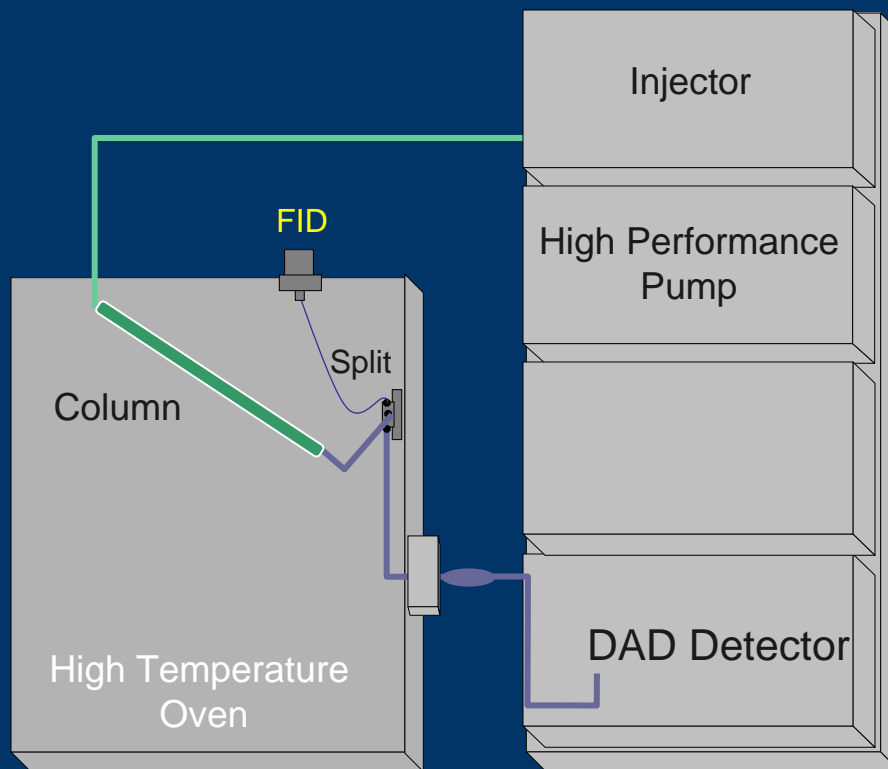 Injector
FID
High Performance
Pump
Split
Column
DAD Detector
High Temperature
Oven